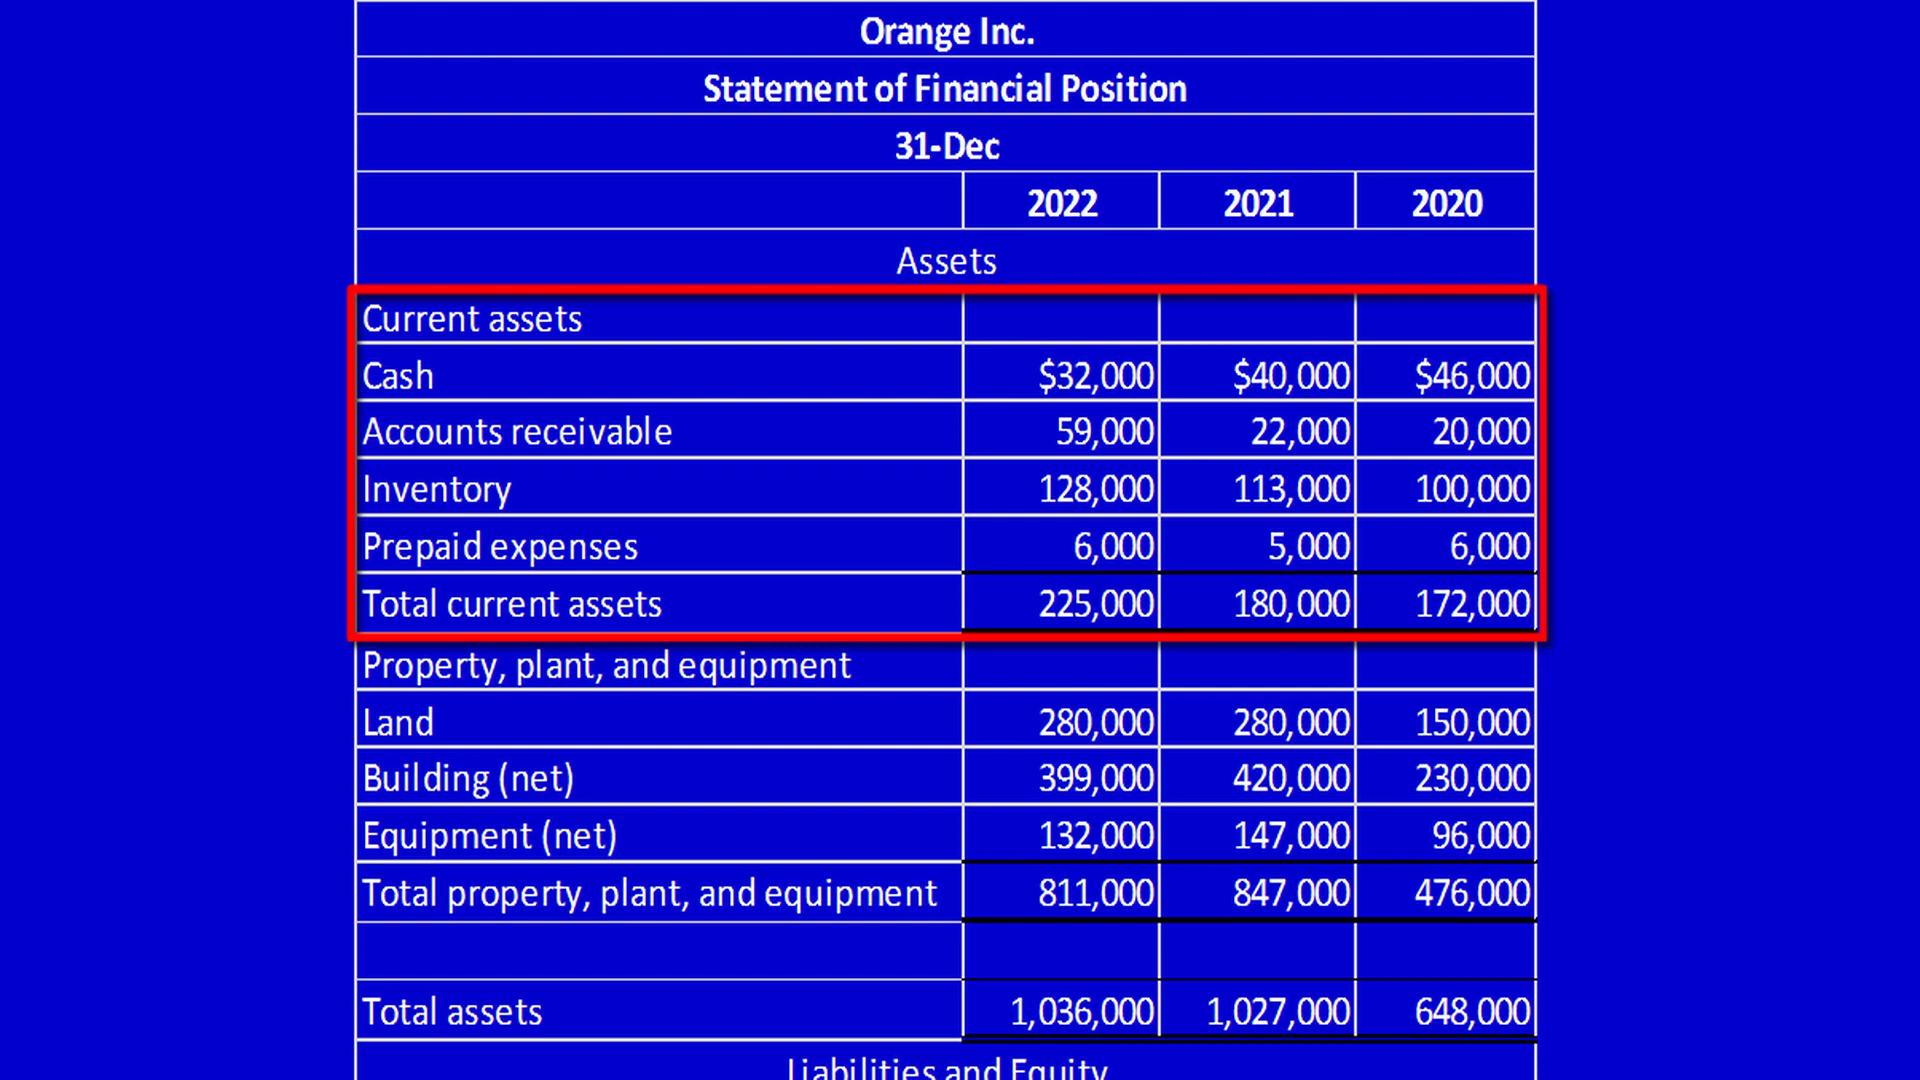 Orange Inc.
Statement of Financial Position
31-Dec
2022 2021 2020
Assets
Current assets
Cash $32,000 $40,000 $46,000
Accounts receivable 59,000 22,000 20,000
Inventory 128,000 113,000 100,000
Prepaid expenses 6,000 5,000 6,000
Total current assets 225,000 180,000 172,000
Property, plant, and equipment
Land 280,000 280,000 150,000
Building (net) 399,000 420,000 230,000
Equipment (net) 132,000 147,000 96,000
Total property, plant, and equipment 811,000 847,000 476,000
Total assets 1,036,000 1,027,000 648,000
Liabilities and Equity